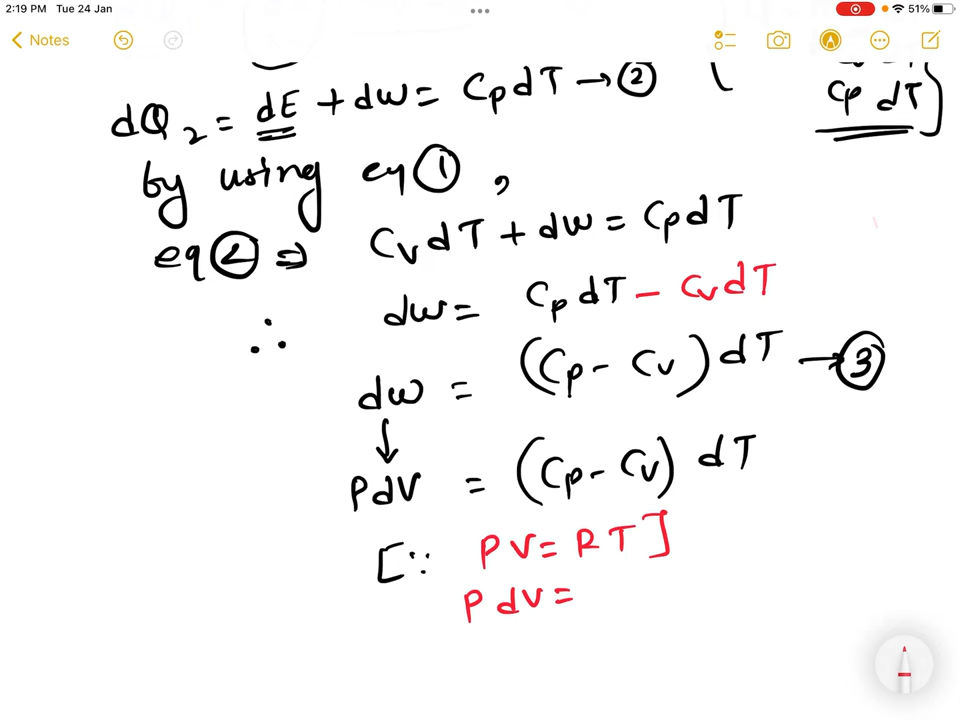 2:19 PM Tue 24 Jan
51%
Notes
dQ₂ = dE + dw = CpdT → ②
Cp dT
by using eq ①,
eq ② ⇒ CvdT + dw = CpdT
∴ dw = CpdT - CvdT
dw = (Cp - Cv) dT → ③
↓
PdV = (Cp - Cv) dT
[∵ PV = RT]
PdV =